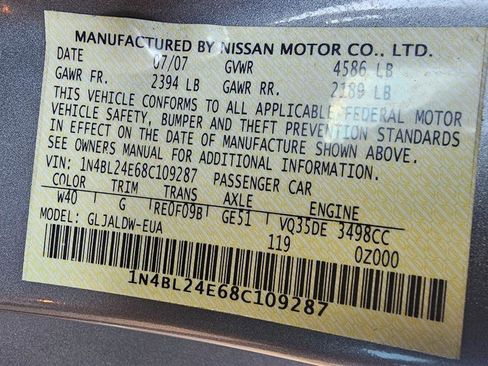 MANUFACTURED BY NISSAN MOTOR CO., LTD.
DATE 07/07 GVWR 4586 LB
GAWR FR. 2394 LB GAWR RR. 2189 LB
THIS VEHICLE CONFORMS TO ALL APPLICABLE FEDERAL MOTOR
VEHICLE SAFETY, BUMPER AND THEFT PREVENTION STANDARDS
IN EFFECT ON THE DATE OF MANUFACTURE SHOWN ABOVE.
SEE OWNERS MANUAL FOR ADDITIONAL INFORMATION.
VIN: 1N4BL24E68C109287 PASSENGER CAR
COLOR TRIM TRANS AXLE ENGINE
W40 G RE0F09B GE51 VQ35DE 3498CC
MODEL: GLJALDW-EUA 119 0Z000
1N4BL24E68C109287